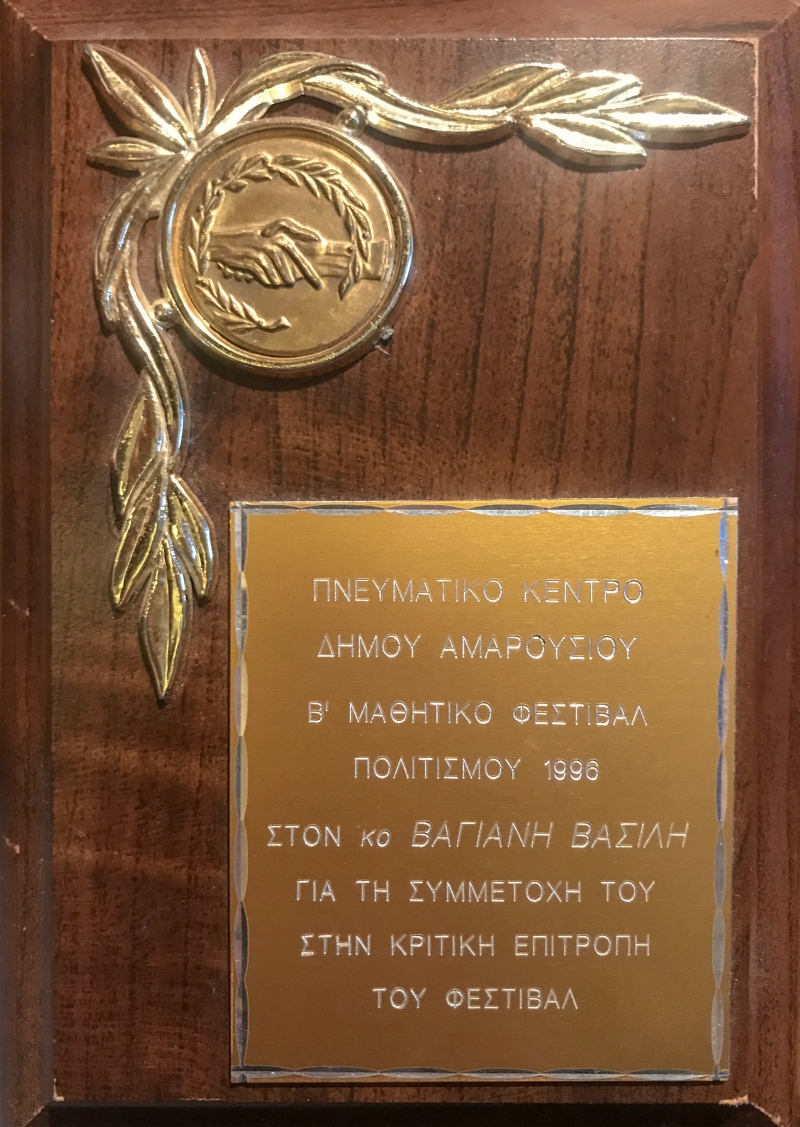 ΠΝΕΥΜΑΤΙΚΟ ΚΕΝΤΡΟ
ΔΗΜΟΥ ΑΜΑΡΟΥΣΙΟΥ
Β' ΜΑΘΗΤΙΚΟ ΦΕΣΤΙΒΑΛ
ΠΟΛΙΤΙΣΜΟΥ 1996
ΣΤΟΝ κο ΒΑΓΙΑΝΗ ΒΑΣΙΛΗ
ΓΙΑ ΤΗ ΣΥΜΜΕΤΟΧΗ ΤΟΥ
ΣΤΗΝ ΚΡΙΤΙΚΗ ΕΠΙΤΡΟΠΗ
ΤΟΥ ΦΕΣΤΙΒΑΛ